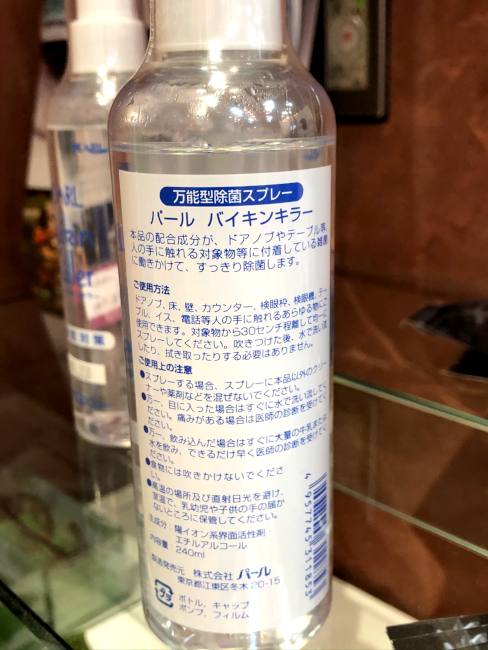 万能型除菌スプレー
パール バイキンキラー
本品の配合成分が、ドアノブやテーブル等
人の手に触れる対象物等に付着している雑菌
に働きかけて、すっきり除菌します。
ご使用方法
ドアノブ、床、壁、カウンター、検眼枠、検眼機、テー
ブル、イス、電話等人の手に触れるあらゆる物にご
使用できます。対象物から30センチ程離して均一に
スプレーしてください。吹きつけた後、水で洗い流
したり、拭き取ったりする必要はありません。
ご使用上の注意
●スプレーする場合、スプレーに本品以外のクリー
ナーや薬剤などを混ぜないでください。
●万一、目に入った場合はすぐに水で洗い流してく
ださい。痛みがある場合は医師の診断を受けてく
ださい。
●万一、飲み込んだ場合はすぐに大量の牛乳または
水を飲み、できるだけ早く医師の診断を受けてく
ださい。
●食物には吹きかけないでくださ
い。
●高温の場所及び直射日光を避け、
室温で、乳幼児や子供の手の届か
ないところに保管してください。
主成分 陽イオン系界面活性剤
エチルアルコール
内容量 240ml
製造発売元 株式会社 パール
東京都江東区冬木20-15
ボトル、キャップ
ポンプ、フィルム
プラ
4957745311835